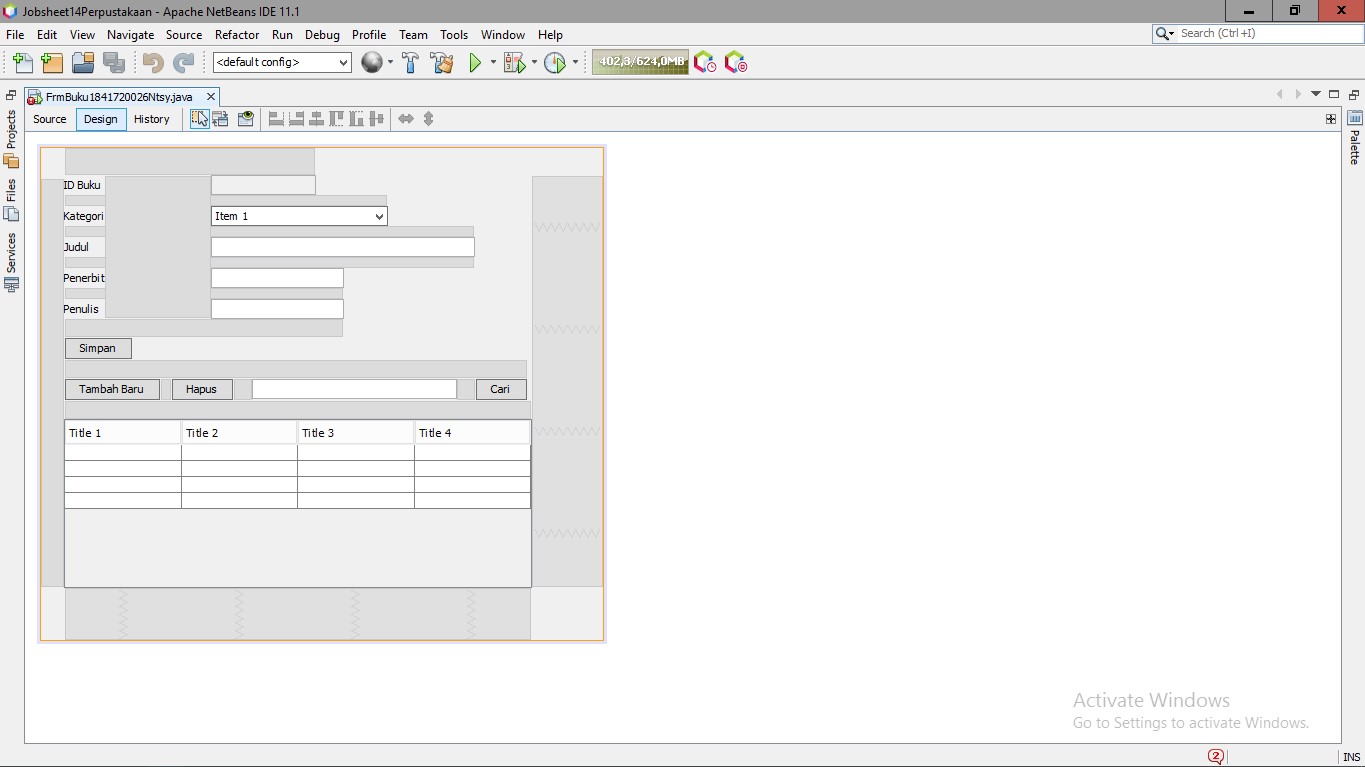 Jobsheet14Perpustakaan - Apache NetBeans IDE 11.1
File Edit View Navigate Source Refactor Run Debug Profile Team Tools Window Help
Search (Ctrl+I)
<default config>
402,3/624,0MB
FrmBuku1841720026Ntsy.java
Source Design History
Projects
Files
Services
Palette
ID Buku
Kategori Item 1
Judul
Penerbit
Penulis
Simpan
Tambah Baru Hapus Cari
Title 1 Title 2 Title 3 Title 4
Activate Windows
Go to Settings to activate Windows.
2
INS